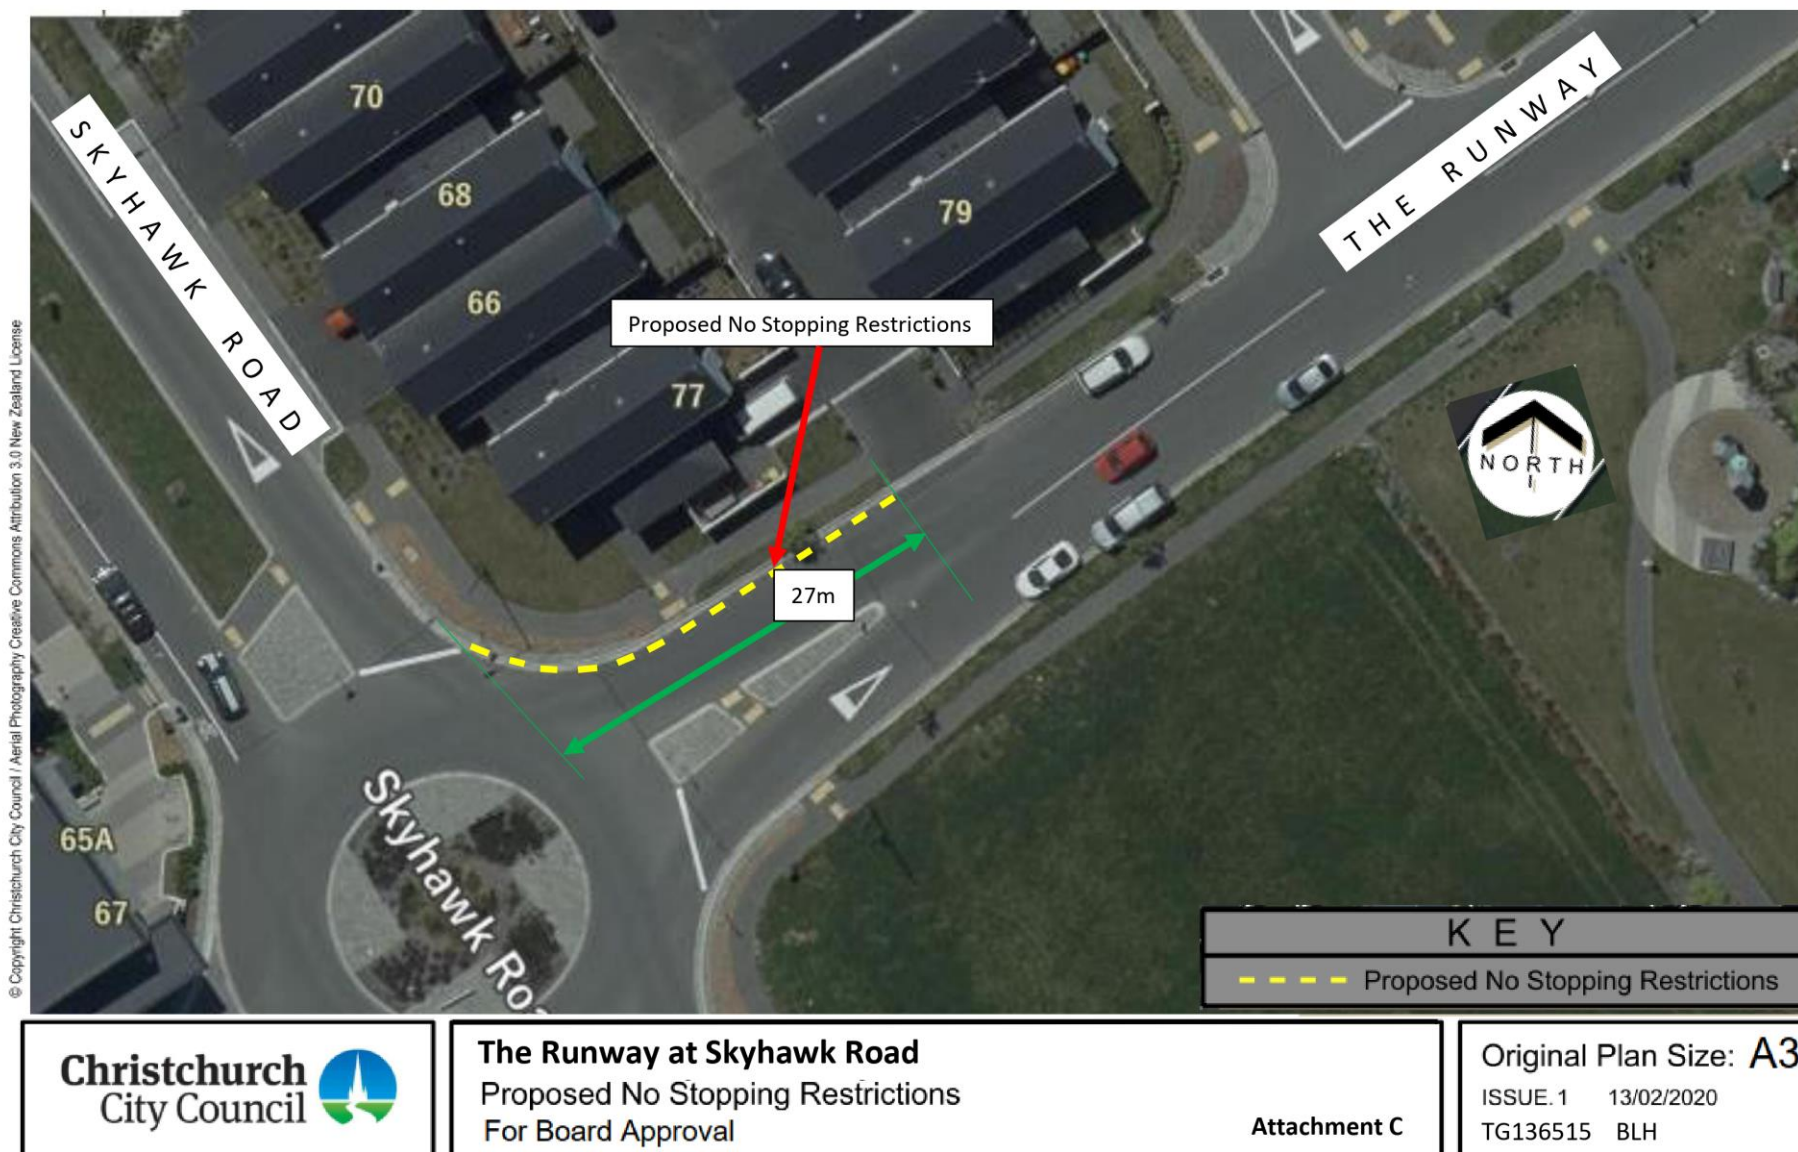 © Copyright Christchurch City Council / Aerial Photography Creative Commons Attribution 3.0 New Zealand License
SKYHAWK ROAD
THE RUNWAY
70
68
66
77
79
Proposed No Stopping Restrictions
27m
NORTH
65A
67
Skyhawk Roa
KEY
Proposed No Stopping Restrictions
Christchurch
City Council
The Runway at Skyhawk Road
Proposed No Stopping Restrictions
For Board Approval
Attachment C
Original Plan Size: A3
ISSUE.1 13/02/2020
TG136515 BLH